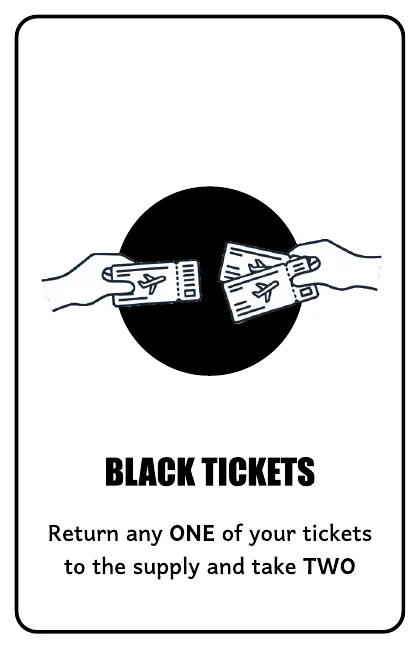 BLACK TICKETS
Return any ONE of your tickets
to the supply and take TWO